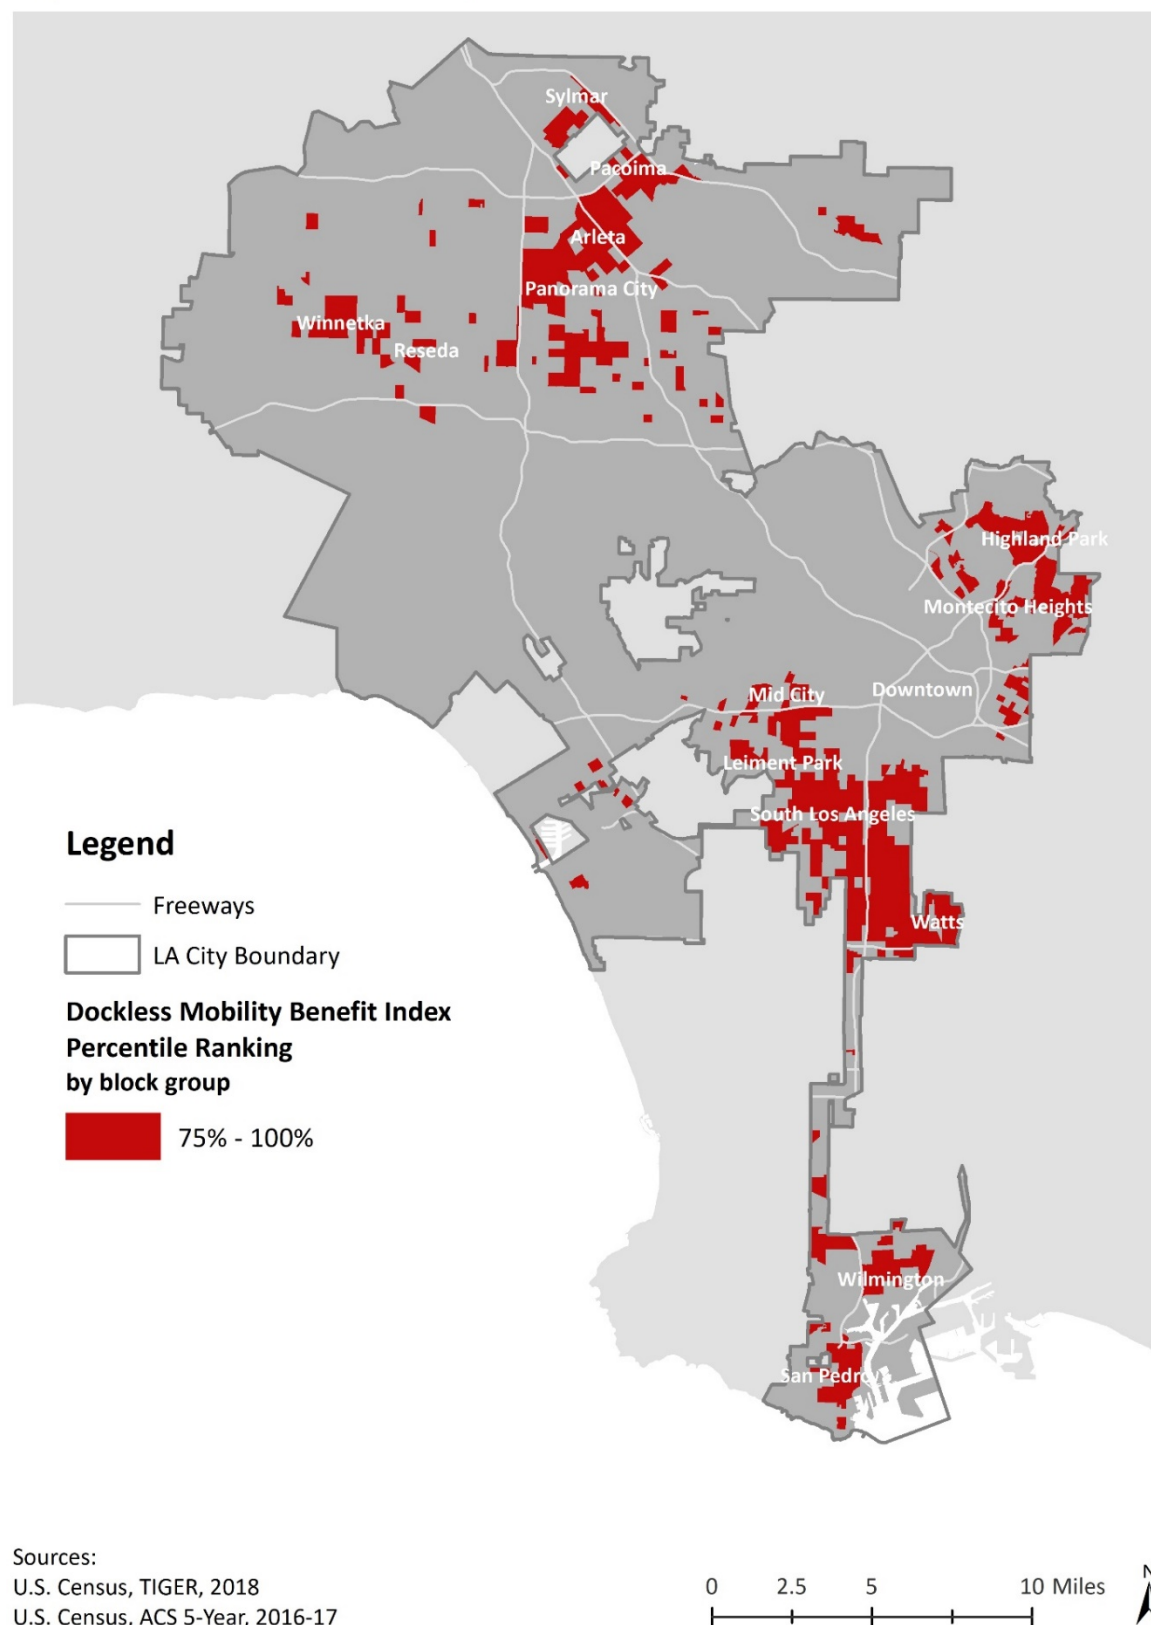 Sylmar
Pacoima
Arleta
Panorama City
Winnetka
Reseda
Highland Park
Montecito Heights
Mid City
Downtown
Leiment Park
South Los Angeles
Watts
Wilmington
San Pedro
Legend
Freeways
LA City Boundary
Dockless Mobility Benefit Index
Percentile Ranking
by block group
75% - 100%
Sources:
U.S. Census, TIGER, 2018
U.S. Census, ACS 5-Year, 2016-17
0 2.5 5 10 Miles
N